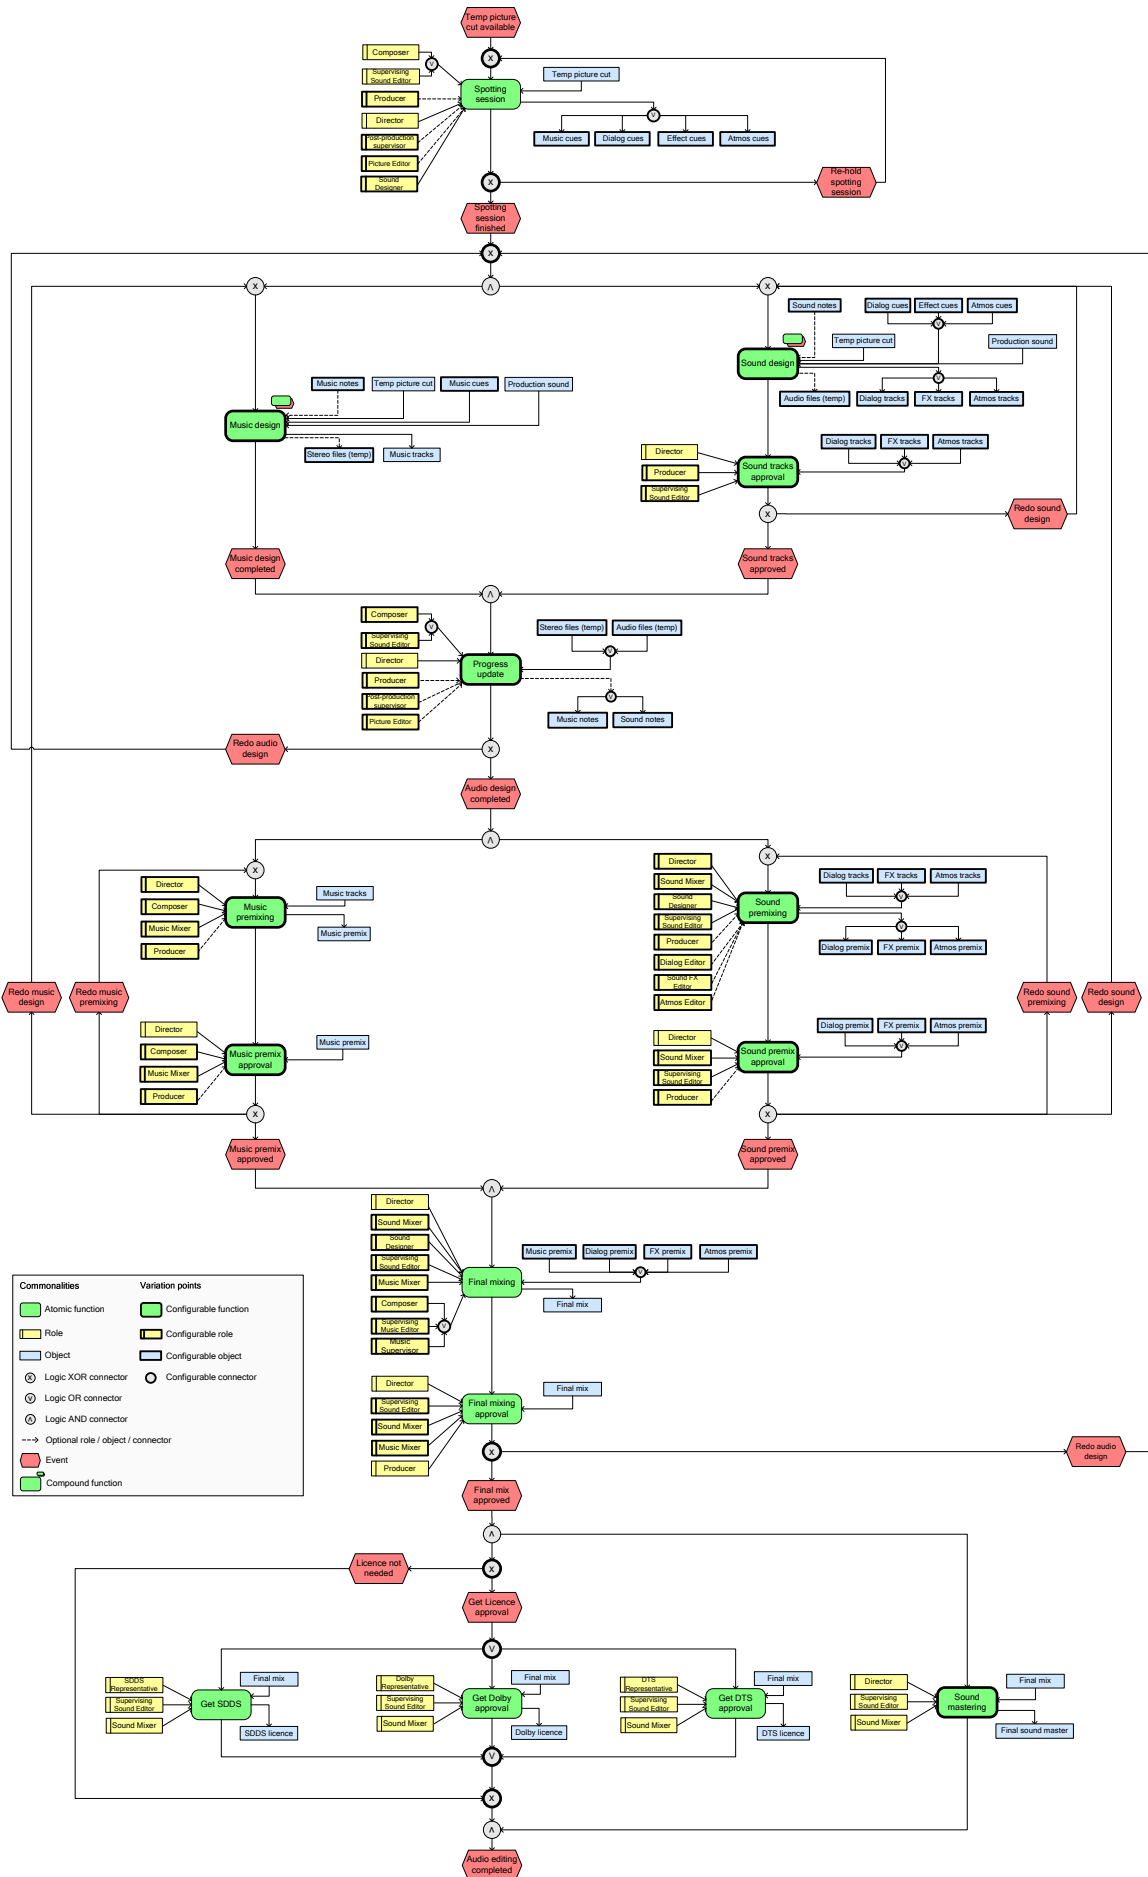 Temp picture
cut available
X
Composer
V
Supervising
Sound Editor
Producer
Director
Post-production
supervisor
Picture Editor
Sound
Designer
Spotting
session
Temp picture cut
V
Music cues
Dialog cues
Effect cues
Atmos cues
X
Re-hold
spotting
session
Spotting
session
finished
X
X
Λ
X
Sound notes
Dialog cues
Effect cues
Atmos cues
V
Temp picture cut
Production sound
Sound design
V
Audio files (temp)
Dialog tracks
FX tracks
Atmos tracks
Music notes
Temp picture cut
Music cues
Production sound
Music design
Stereo files (temp)
Music tracks
Dialog tracks
FX tracks
Atmos tracks
V
Director
Producer
Supervising
Sound Editor
Sound tracks
approval
X
Redo sound
design
Music design
completed
Sound tracks
approved
Λ
Composer
V
Supervising
Sound Editor
Director
Producer
Post-production
supervisor
Picture Editor
Progress
update
Stereo files (temp)
Audio files (temp)
V
V
Music notes
Sound notes
Redo audio
design
X
Audio design
completed
Λ
X
X
Director
Composer
Music Mixer
Producer
Music
premixing
Music tracks
Music premix
Director
Sound Mixer
Sound
Designer
Supervising
Sound Editor
Producer
Dialog Editor
Sound FX
Editor
Atmos Editor
Sound
premixing
Dialog tracks
FX tracks
Atmos tracks
V
V
Dialog premix
FX premix
Atmos premix
Redo music
design
Redo music
premixing
Redo sound
premixing
Redo sound
design
Director
Composer
Music Mixer
Producer
Music premix
approval
Music premix
Director
Sound Mixer
Supervising
Sound Editor
Producer
Sound premix
approval
Dialog premix
FX premix
Atmos premix
V
X
X
Music premix
approved
Sound premix
approved
Λ
Director
Sound Mixer
Sound
Designer
Supervising
Sound Editor
Music Mixer
Composer
Supervising
Music Editor
Music
Supervisor
V
Final mixing
Music premix
Dialog premix
FX premix
Atmos premix
V
Final mix
Director
Supervising
Sound Editor
Sound Mixer
Music Mixer
Producer
Final mixing
approval
Final mix
X
Redo audio
design
Final mix
approved
Commonalities
Variation points
Atomic function
Configurable function
Role
Configurable role
Object
Configurable object
X
Logic XOR connector
Configurable connector
V
Logic OR connector
Λ
Logic AND connector
Optional role / object / connector
Event
Compound function
Λ
Licence not
needed
X
Get Licence
approval
V
SDDS
Representative
Supervising
Sound Editor
Sound Mixer
Get SDDS
Final mix
SDDS licence
Dolby
Representative
Supervising
Sound Editor
Sound Mixer
Get Dolby
approval
Final mix
Dolby licence
DTS
Representative
Supervising
Sound Editor
Sound Mixer
Get DTS
approval
Final mix
DTS licence
Director
Supervising
Sound Editor
Sound Mixer
Sound
mastering
Final mix
Final sound master
V
X
Λ
Audio editing
completed